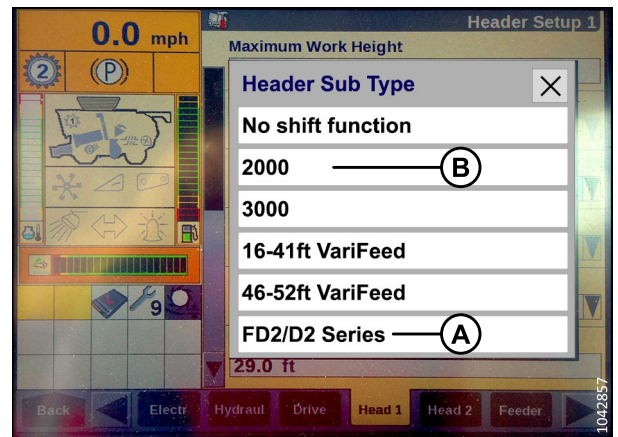 0.0 mph
Header Setup 1
2
(P)
Maximum Work Height
Header Sub Type
No shift function
2000
B
3000
16-41ft VariFeed
46-52ft VariFeed
FD2/D2 Series
A
1
9
29.0 ft
Back
Electr
Hydraul
Drive
Head 1
Head 2
Feeder
1042857